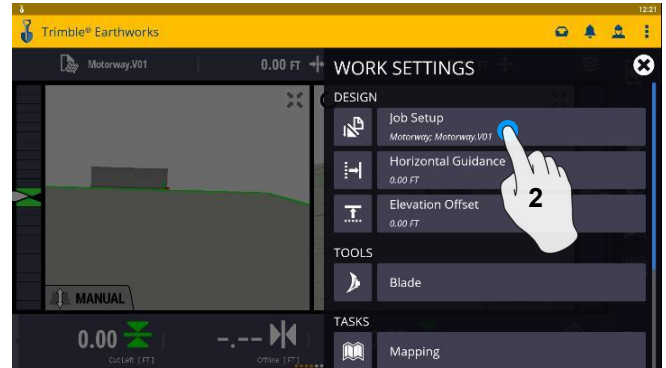 12:21
Trimble® Earthworks
Motorway.V01
0.00 FT
WORK SETTINGS
DESIGN
Job Setup
Motorway; Motorway.V01
Horizontal Guidance
0.00 FT
2
Elevation Offset
0.00 FT
TOOLS
Blade
MANUAL
TASKS
0.00
-.--
Mapping
Cut Left [FT]
Offline [FT]